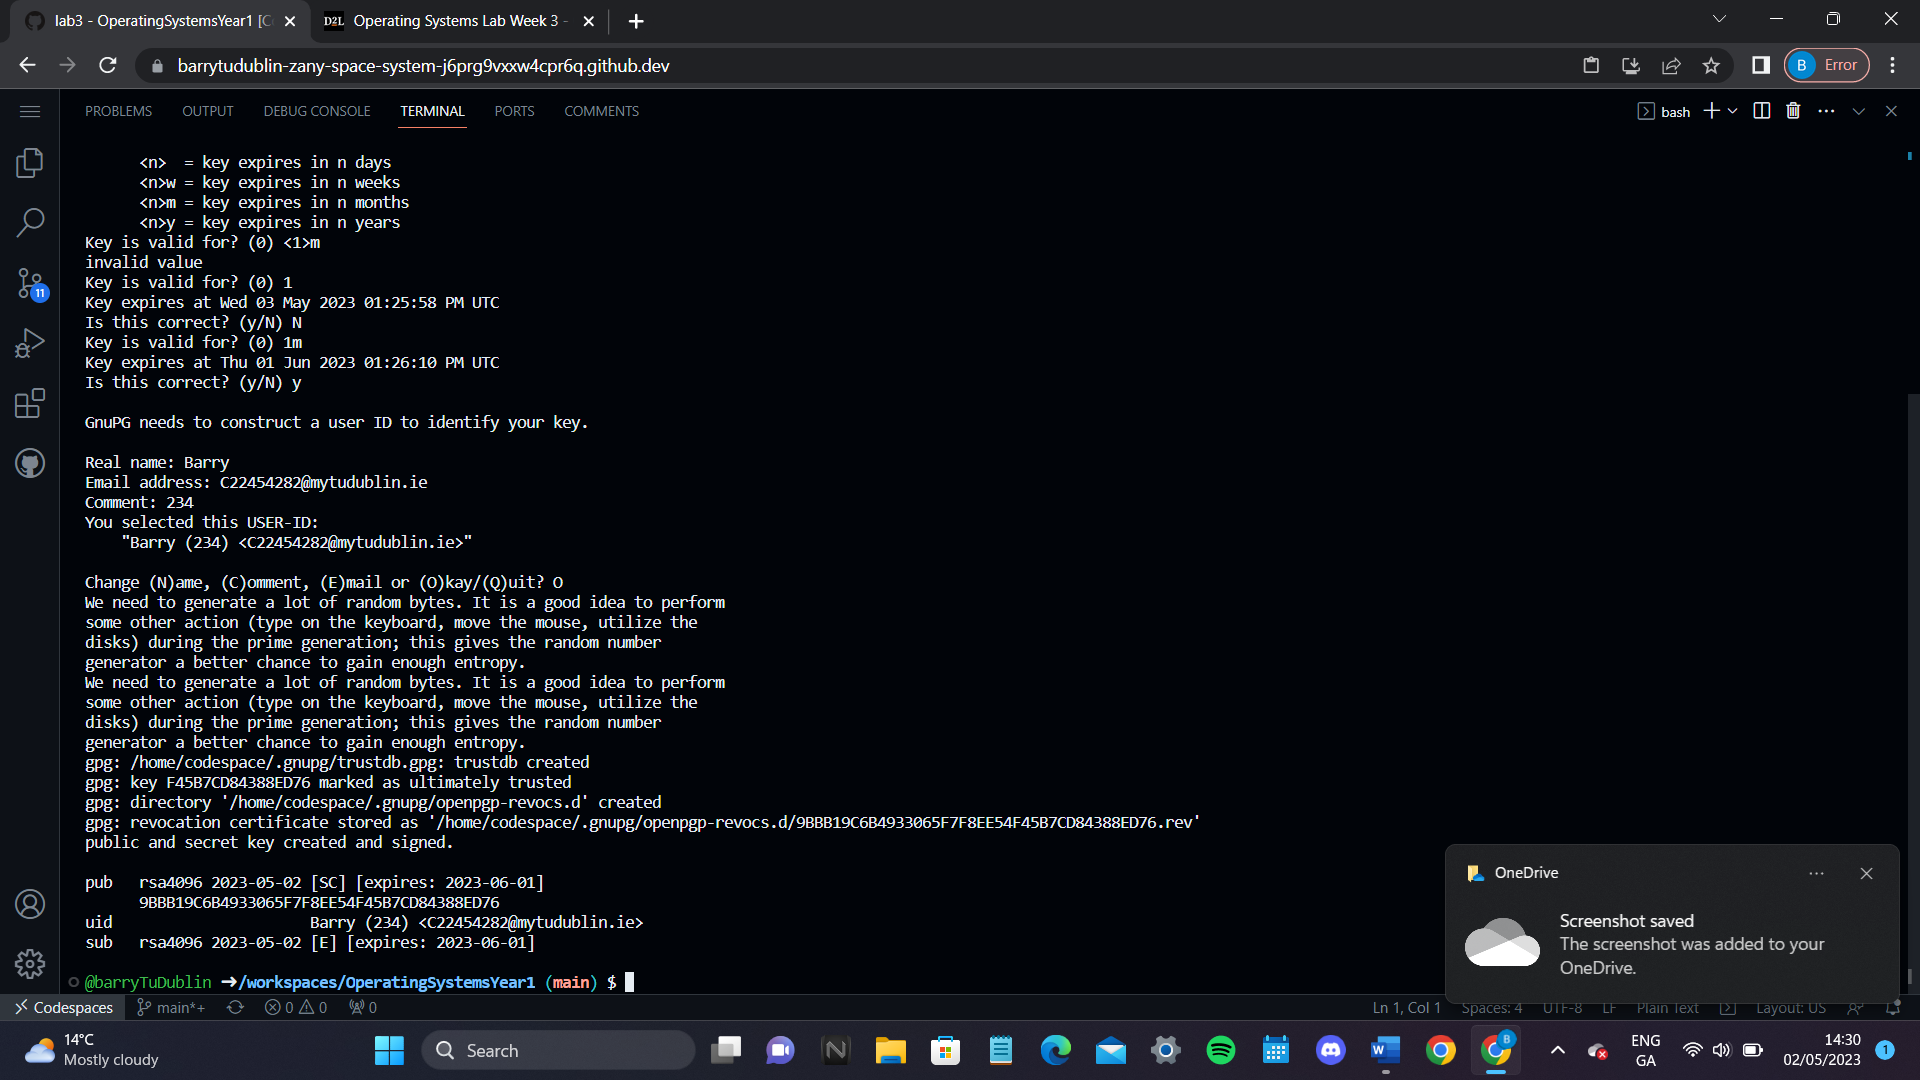 lab3 - OperatingSystemsYear1 [C
D2L Operating Systems Lab Week 3 -
barrytudublin-zany-space-system-j6prg9vxxw4cpr6q.github.dev
B Error
PROBLEMS OUTPUT DEBUG CONSOLE TERMINAL PORTS COMMENTS
bash
<n>  = key expires in n days
<n>w = key expires in n weeks
<n>m = key expires in n months
<n>y = key expires in n years
Key is valid for? (0) <1>m
invalid value
Key is valid for? (0) 1
Key expires at Wed 03 May 2023 01:25:58 PM UTC
Is this correct? (y/N) N
Key is valid for? (0) 1m
Key expires at Thu 01 Jun 2023 01:26:10 PM UTC
Is this correct? (y/N) y
GnuPG needs to construct a user ID to identify your key.
Real name: Barry
Email address: C22454282@mytudublin.ie
Comment: 234
You selected this USER-ID:
"Barry (234) <C22454282@mytudublin.ie>"
Change (N)ame, (C)omment, (E)mail or (O)kay/(Q)uit? O
We need to generate a lot of random bytes. It is a good idea to perform
some other action (type on the keyboard, move the mouse, utilize the
disks) during the prime generation; this gives the random number
generator a better chance to gain enough entropy.
We need to generate a lot of random bytes. It is a good idea to perform
some other action (type on the keyboard, move the mouse, utilize the
disks) during the prime generation; this gives the random number
generator a better chance to gain enough entropy.
gpg: /home/codespace/.gnupg/trustdb.gpg: trustdb created
gpg: key F45B7CD84388ED76 marked as ultimately trusted
gpg: directory '/home/codespace/.gnupg/openpgp-revocs.d' created
gpg: revocation certificate stored as '/home/codespace/.gnupg/openpgp-revocs.d/9BBB19C6B4933065F7F8EE54F45B7CD84388ED76.rev'
public and secret key created and signed.
pub   rsa4096 2023-05-02 [SC] [expires: 2023-06-01]
9BBB19C6B4933065F7F8EE54F45B7CD84388ED76
uid                      Barry (234) <C22454282@mytudublin.ie>
sub   rsa4096 2023-05-02 [E] [expires: 2023-06-01]
@barryTuDublin ➜/workspaces/OperatingSystemsYear1 (main) $
11
OneDrive
Screenshot saved
The screenshot was added to your
OneDrive.
Codespaces main*+ 0 0 0
Ln 1, Col 1 Spaces: 4 UTF-8 LF Plain Text Layout: US
14°C
Mostly cloudy
Search
ENG
GA
14:30
02/05/2023
1